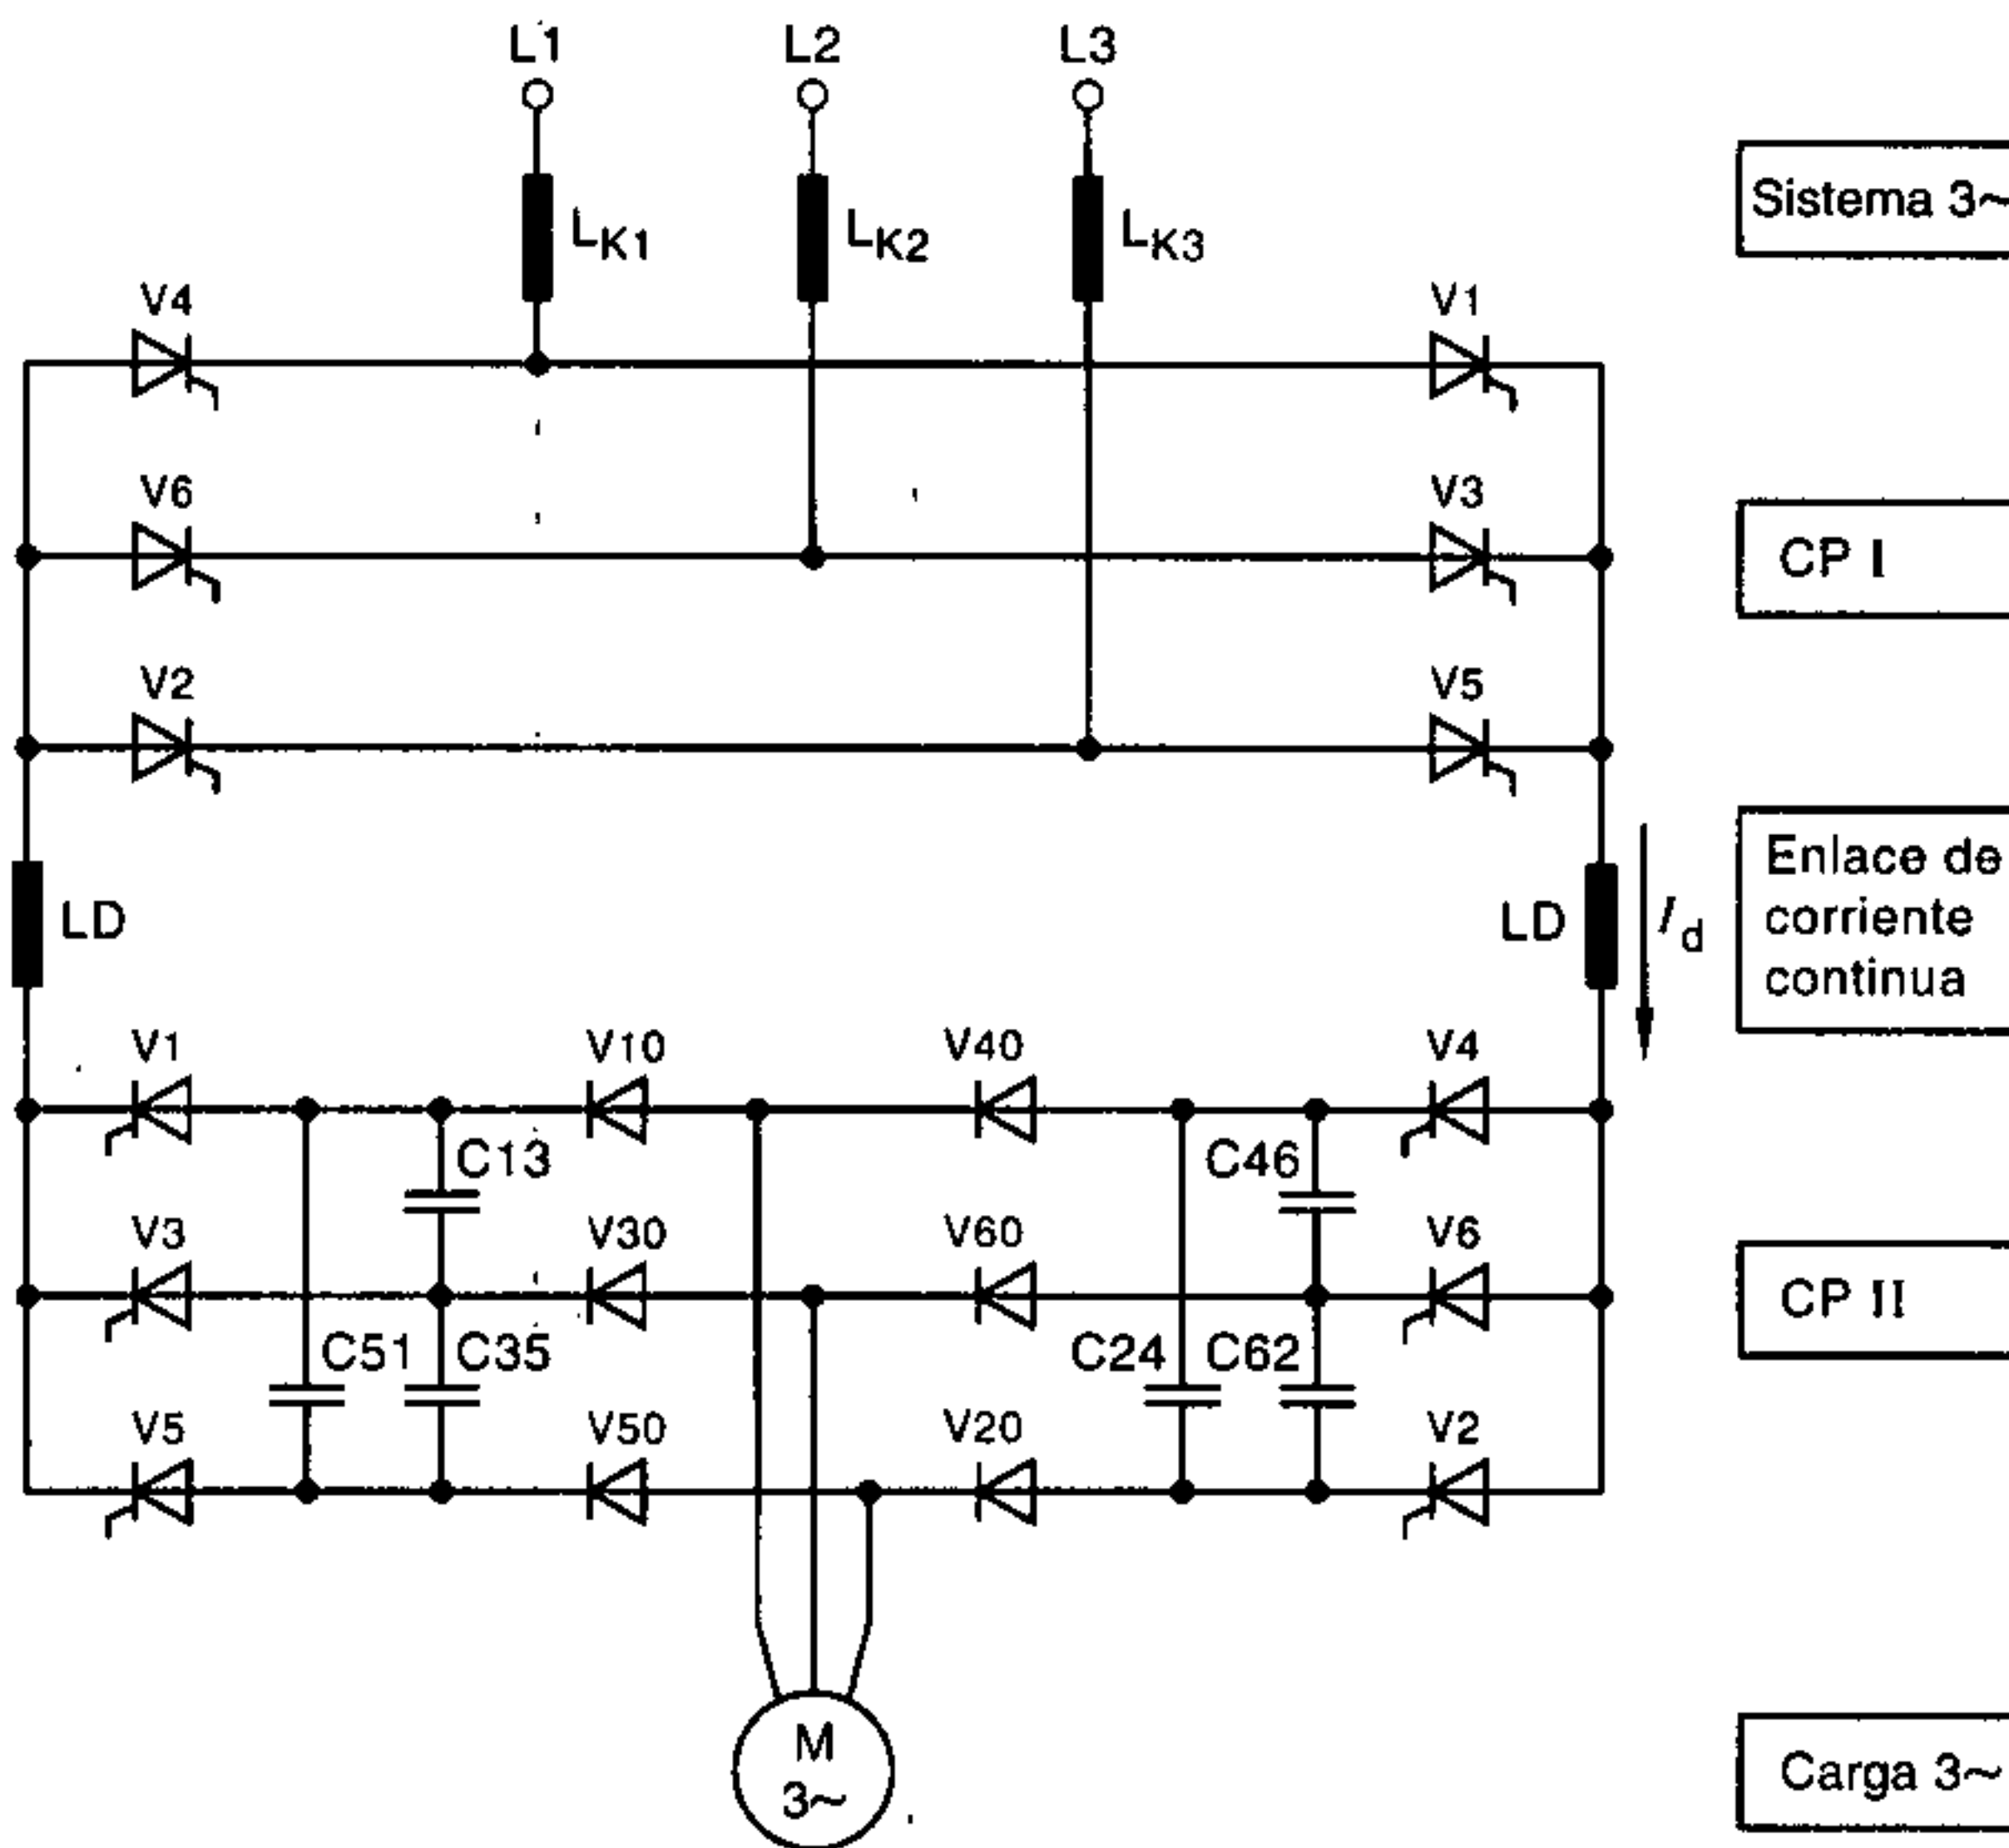 L1 L2 L3
Sistema 3~
LK1 LK2 LK3
V4 V1
V6 V3
CP I
V2 V5
Enlace de
corriente
continua
LD LD Id
V1 V10 V40 V4
C13 C46
V3 V30 V60 V6
CP II
C51 C35 C24 C62
V5 V50 V20 V2
M
3~
Carga 3~